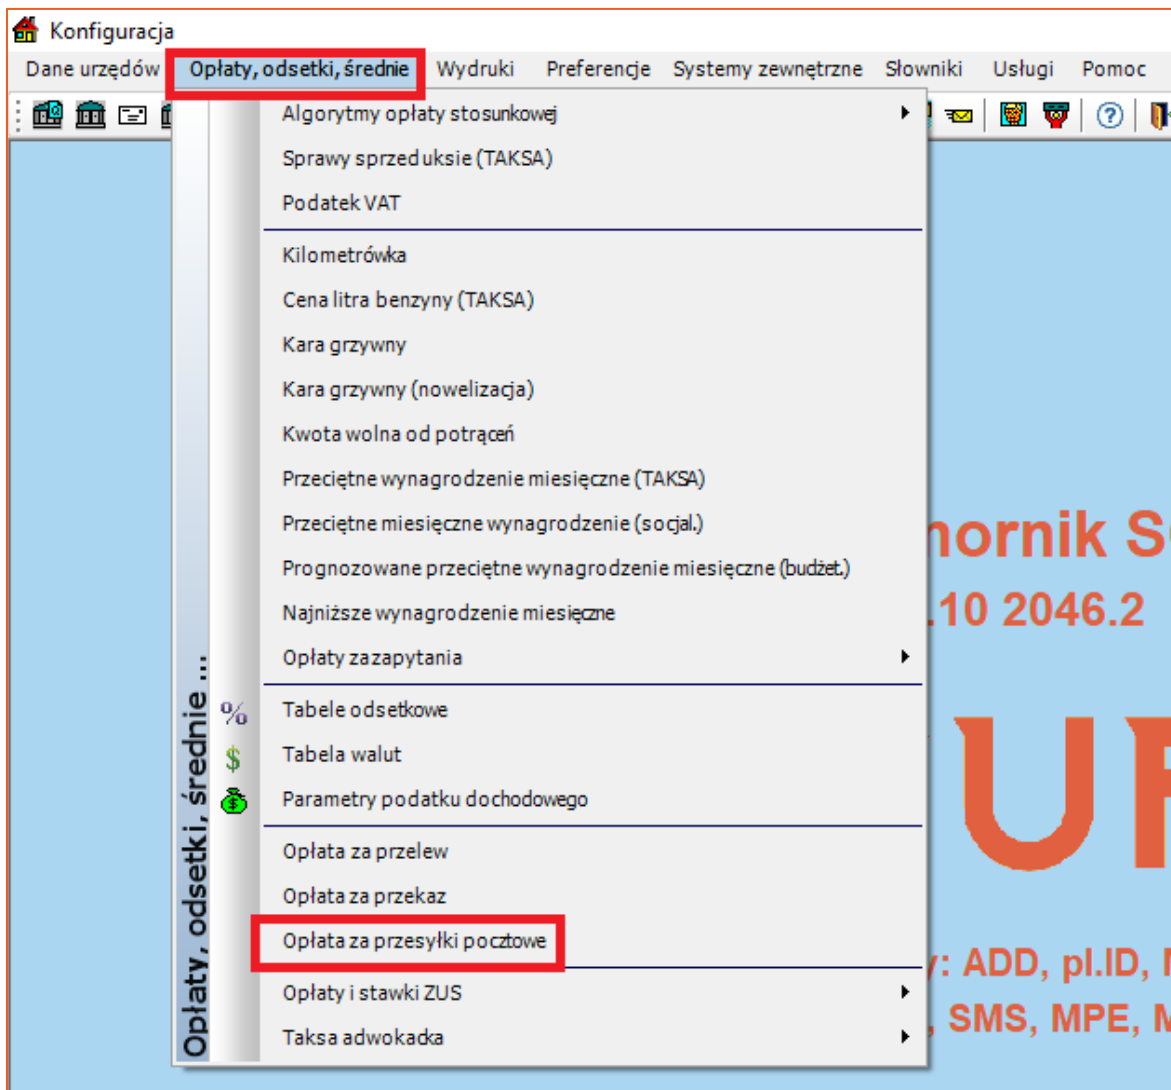 Konfiguracja
Dane urzędów Opłaty, odsetki, średnie Wydruki Preferencje Systemy zewnętrzne Słowniki Usługi Pomoc
Algorytmy opłaty stosunkowej
Sprawy sprzed uksie (TAKSA)
Podatek VAT
Kilometrówka
Cena litra benzyny (TAKSA)
Kara grzywny
Kara grzywny (nowelizacja)
Kwota wolna od potrąceń
Przeciętne wynagrodzenie miesięczne (TAKSA)
Przeciętne miesięczne wynagrodzenie (socjal.)
Prognozowane przeciętne wynagrodzenie miesięczne (budżet.)
Najniższe wynagrodzenie miesięczne
Opłaty za zapytania
% Tabele odsetkowe
$ Tabela walut
Parametry podatku dochodowego
Opłata za przelew
Opłata za przekaz
Opłata za przesyłki pocztowe
Opłaty i stawki ZUS
Taksa adwokacka
Opłaty, odsetki, średnie ...
ornik S
.10 2046.2
U
: ADD, pl.ID,
, SMS, MPE,